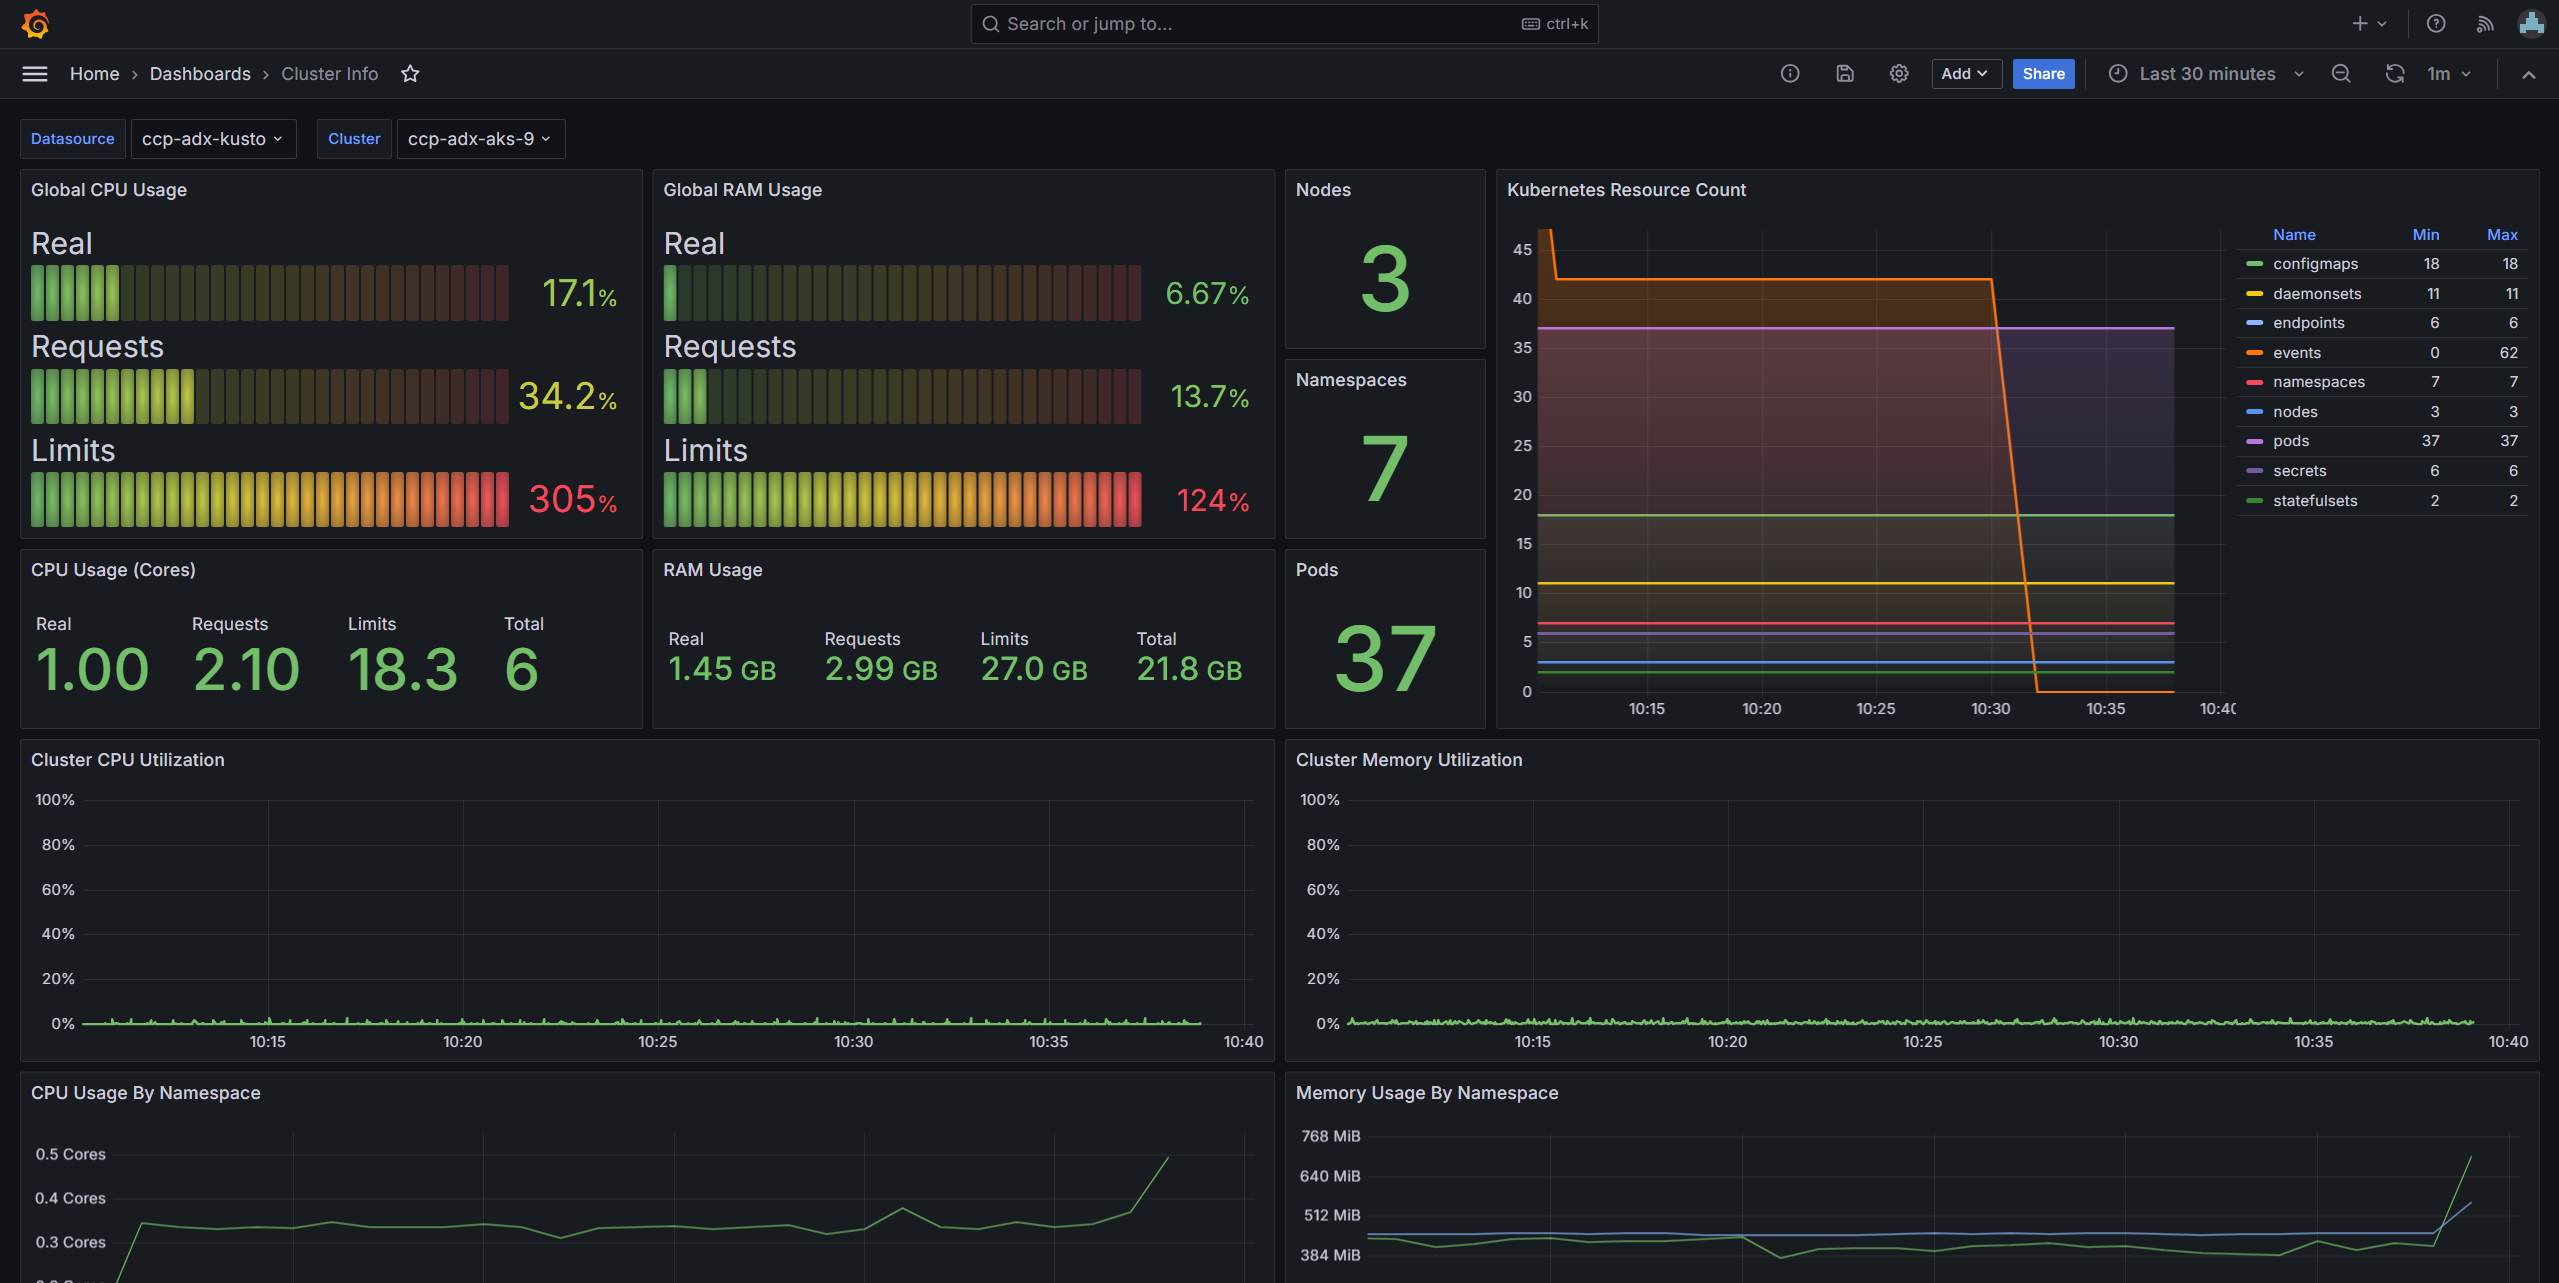 Search or jump to...
ctrl+k
Home › Dashboards › Cluster Info
Add
Share
Last 30 minutes
1m
Datasource
ccp-adx-kusto
Cluster
ccp-adx-aks-9
Global CPU Usage
Real
17.1%
Requests
34.2%
Limits
305%
Global RAM Usage
Real
6.67%
Requests
13.7%
Limits
124%
Nodes
3
Namespaces
7
Pods
37
Kubernetes Resource Count
45
40
35
30
25
20
15
10
5
0
10:15 10:20 10:25 10:30 10:35 10:40
Name Min Max
configmaps 18 18
daemonsets 11 11
endpoints 6 6
events 0 62
namespaces 7 7
nodes 3 3
pods 37 37
secrets 6 6
statefulsets 2 2
CPU Usage (Cores)
Real Requests Limits Total
1.00 2.10 18.3 6
RAM Usage
Real Requests Limits Total
1.45 GB 2.99 GB 27.0 GB 21.8 GB
Cluster CPU Utilization
100%
80%
60%
40%
20%
0%
10:15 10:20 10:25 10:30 10:35 10:40
Cluster Memory Utilization
100%
80%
60%
40%
20%
0%
10:15 10:20 10:25 10:30 10:35 10:40
CPU Usage By Namespace
0.5 Cores
0.4 Cores
0.3 Cores
Memory Usage By Namespace
768 MiB
640 MiB
512 MiB
384 MiB